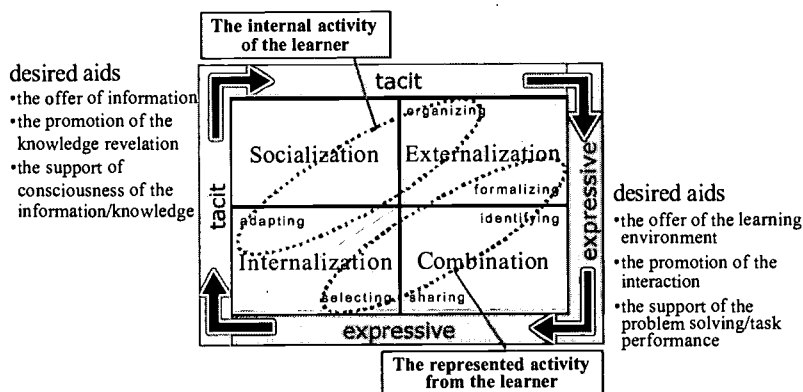 The internal activity
of the learner
desired aids
•the offer of information
•the promotion of the
knowledge revelation
•the support of
consciousness of the
information/knowledge
tacit
tacit
organizing
Socialization
Externalization
formalizing
adapting
identifying
Internalization
Combination
selecting
sharing
expressive
expressive
desired aids
•the offer of the learning
environment
•the promotion of the
interaction
•the support of the
problem solving/task
performance
The represented activity
from the learner